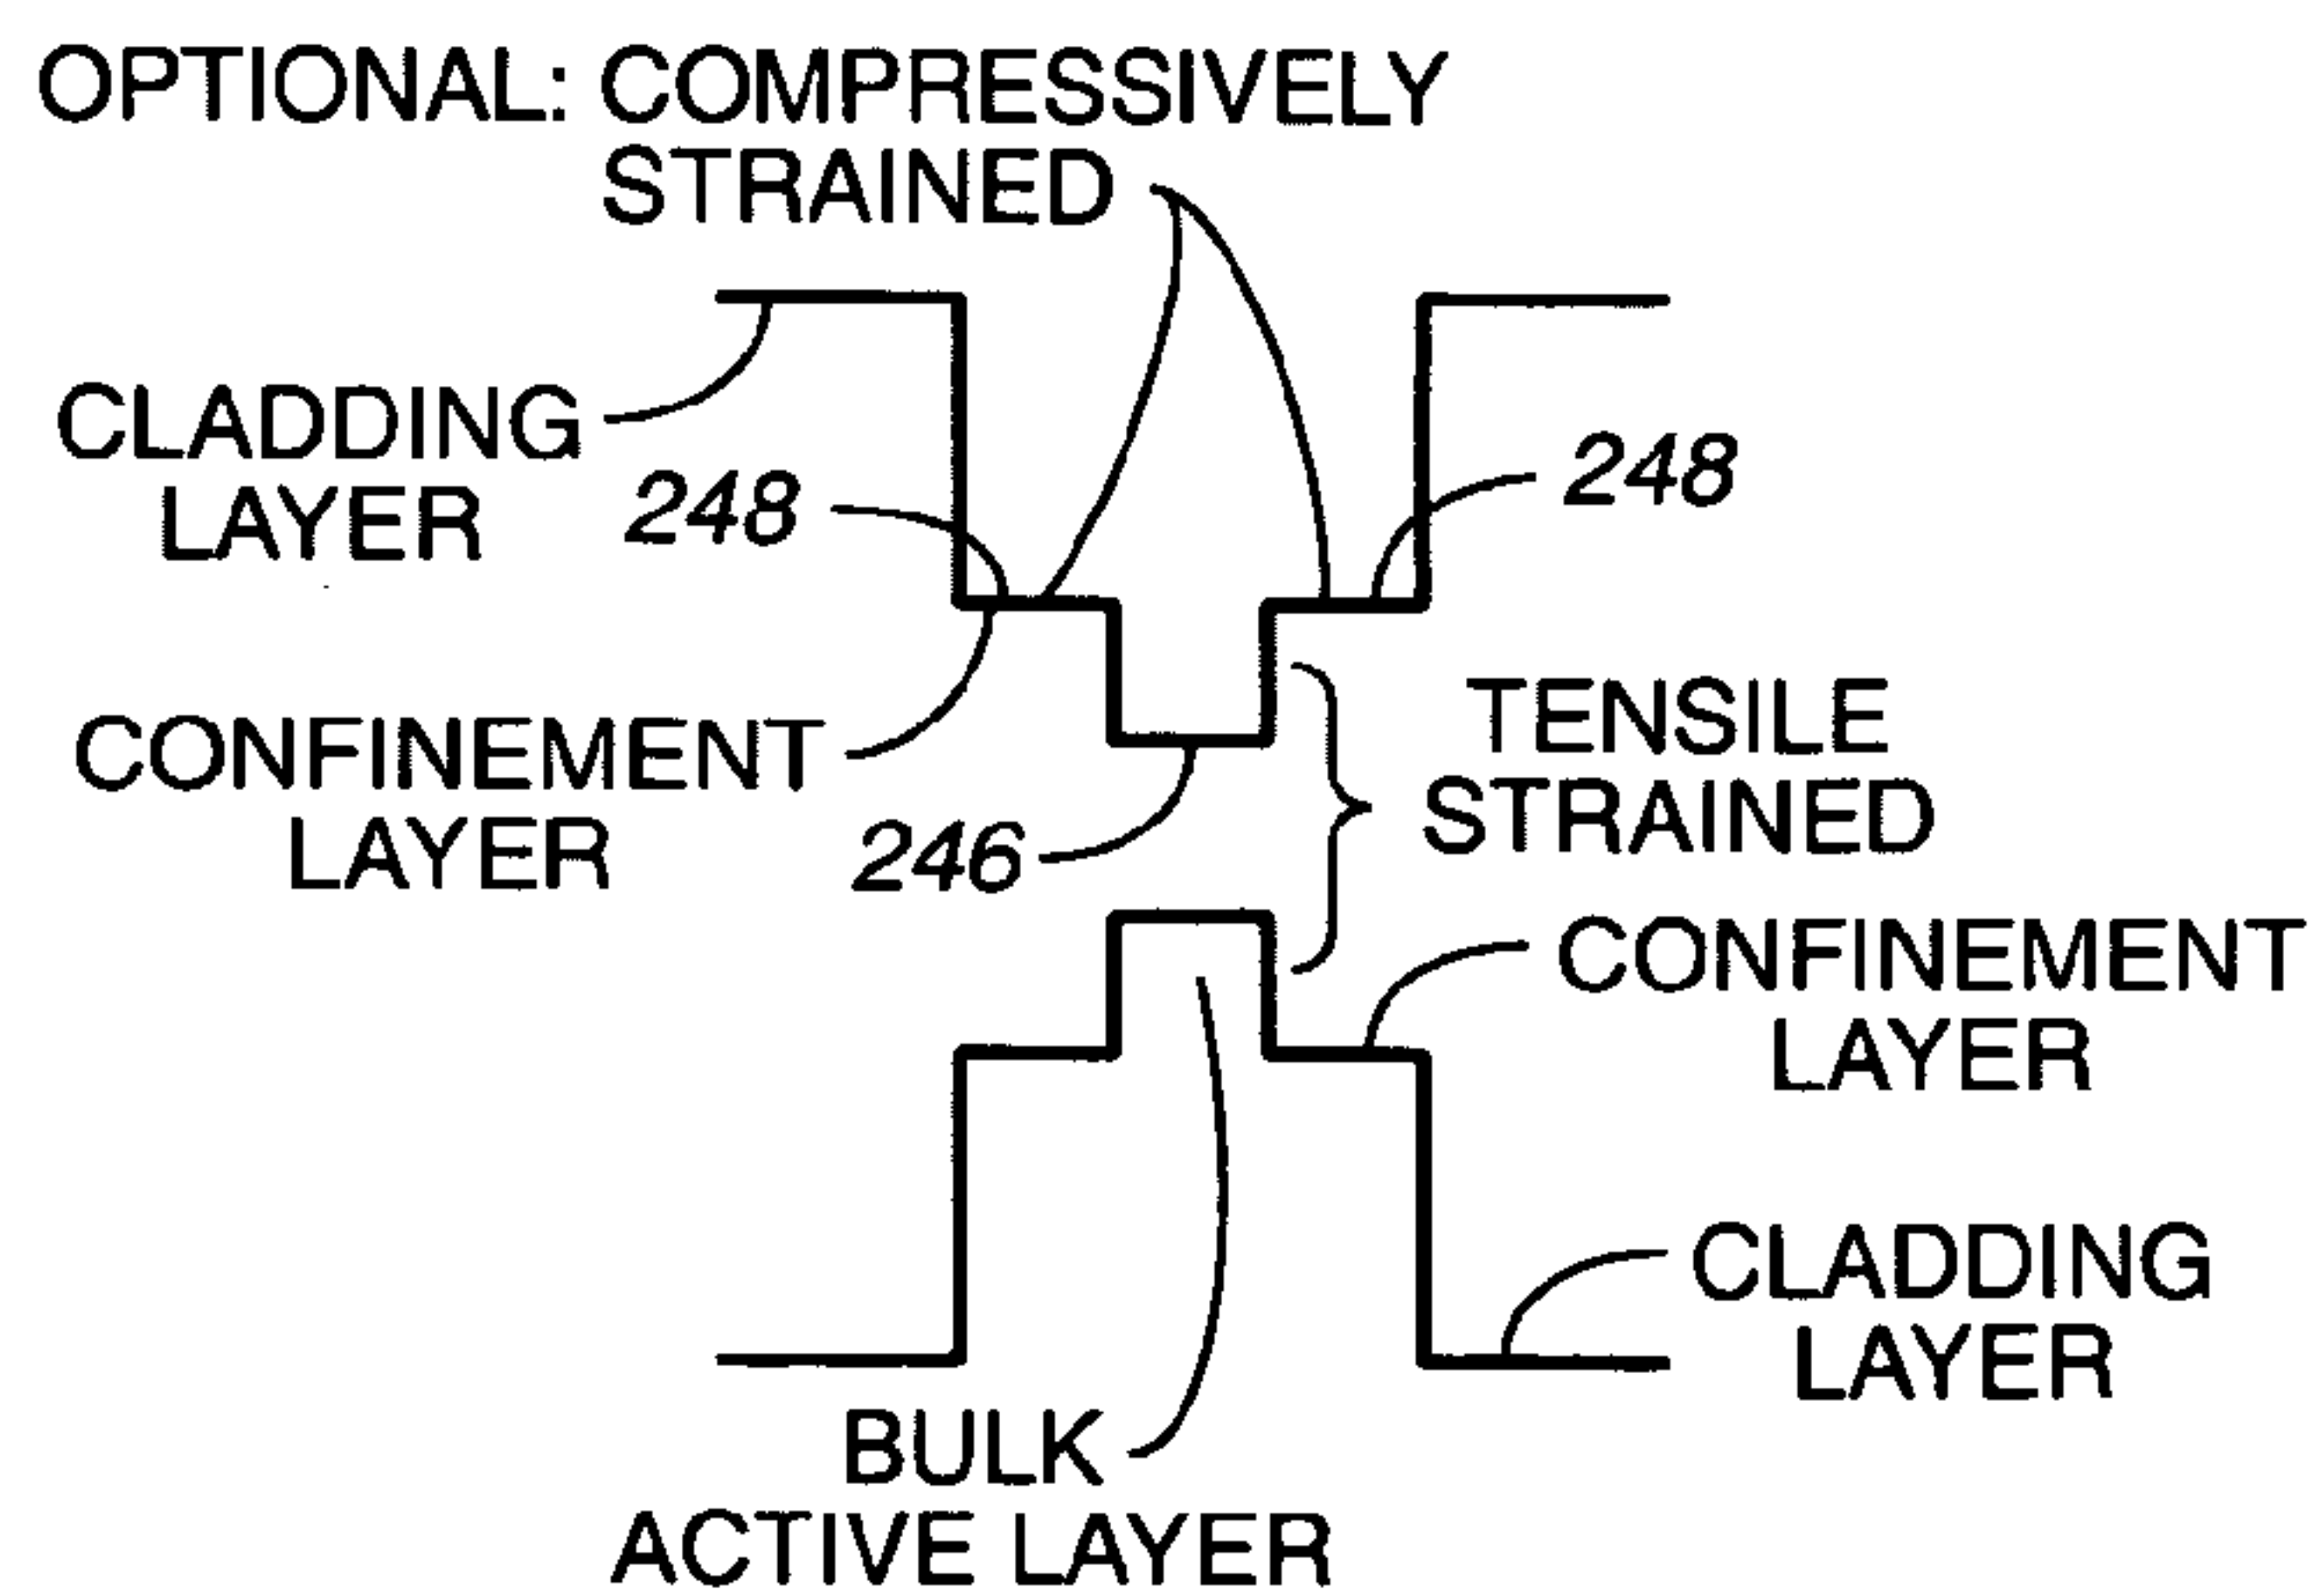 OPTIONAL: COMPRESSIVELY
STRAINED
CLADDING
LAYER
248
248
CONFINEMENT
LAYER
246
TENSILE
STRAINED
CONFINEMENT
LAYER
CLADDING
LAYER
BULK
ACTIVE LAYER